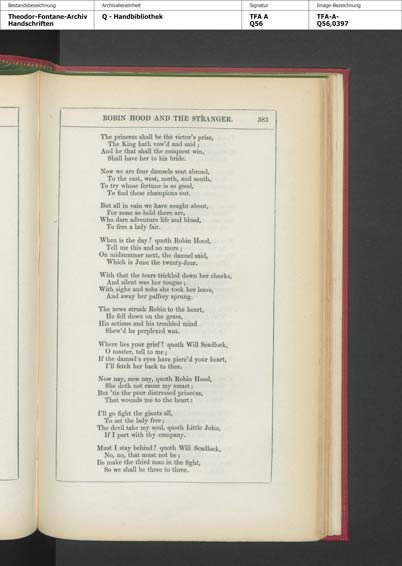 Bestandsbezeichnung
Theodor-Fontane-Archiv
Handschriften
Archivalieneinheit
Q - Handbibliothek
Signatur
TFA A
Q56
Image-Bezeichnung
TFA-A-
Q56,0397
ROBIN HOOD AND THE STRANGER. 383
The princess shall be the victor's prize,
The King hath vow'd and said;
And he that shall the conquest win,
Shall have her to his bride.
Now we are four damsels sent abroad,
To the east, west, north, and south,
To try whose fortune is so good,
To find these champions out.
But all in vain we have sought about,
For none so bold there are,
Who dare adventure life and blood,
To free a lady fair.
When is the day? quoth Robin Hood,
Tell me this and no more;
On midsummer next, the damsel said,
Which is June the twenty-four.
With that the tears trickled down her cheeks,
And silent was her tongue;
With sighs and sobs she took her leave,
And away her palfrey sprung.
The news struck Robin to the heart,
He fell down on the grass,
His actions and his troubled mind
Shew'd he perplexed was.
Where lies your grief? quoth Will Scadlock,
O master, tell to me;
If the damsel's eyes have pierc'd your heart,
I'll fetch her back to thee.
Now nay, now nay, quoth Robin Hood,
She doth not cause my smart;
But 'tis the poor distressed princess,
That wounds me to the heart:
I'll go fight the giants all,
To set the lady free;
The devil take my soul, quoth Little John,
If I part with thy company.
Must I stay behind? quoth Will Scadlock,
No, no, that must not be;
Ile make the third man in the fight,
So we shall be three to three.